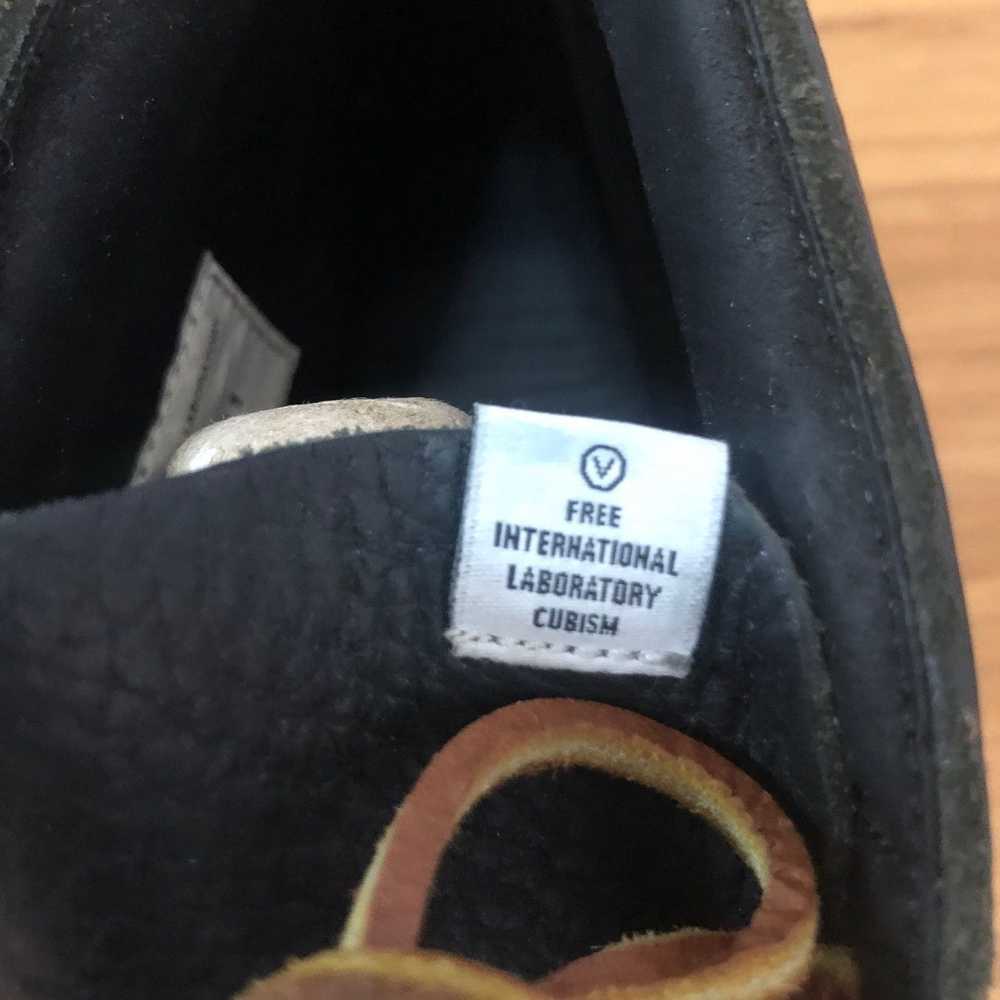 V
FREE
INTERNATIONAL
LABORATORY
CUBISM